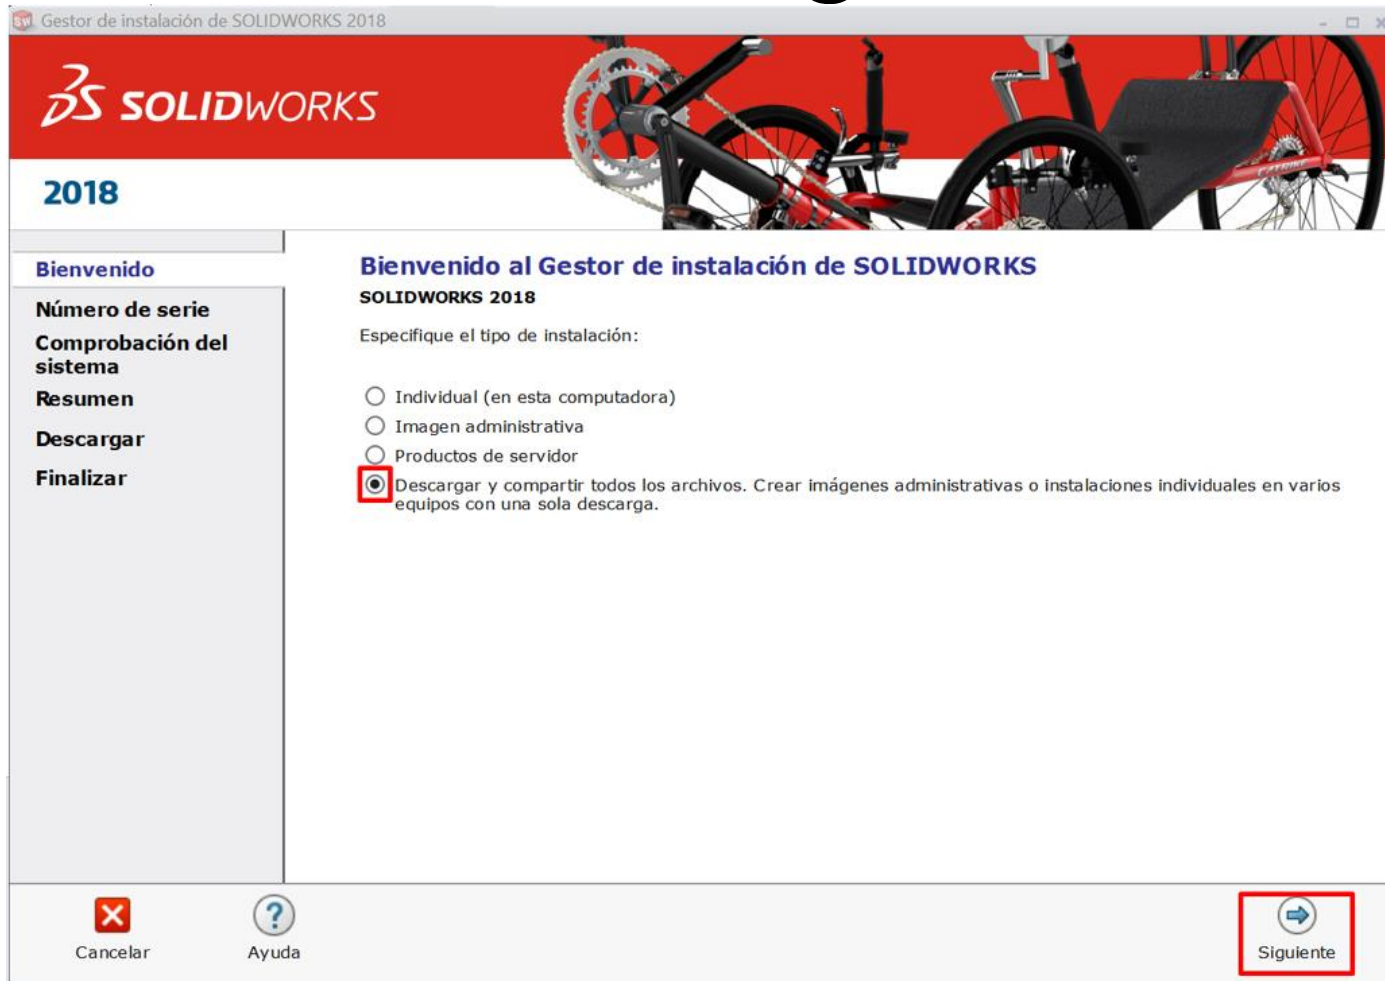 Gestor de instalación de SOLIDWORKS 2018
SOLIDWORKS
2018
CATRIKE
Bienvenido
Número de serie
Comprobación del
sistema
Resumen
Descargar
Finalizar
Bienvenido al Gestor de instalación de SOLIDWORKS
SOLIDWORKS 2018
Especifique el tipo de instalación:
Individual (en esta computadora)
Imagen administrativa
Productos de servidor
Descargar y compartir todos los archivos. Crear imágenes administrativas o instalaciones individuales en varios
equipos con una sola descarga.
Cancelar
Ayuda
Siguiente